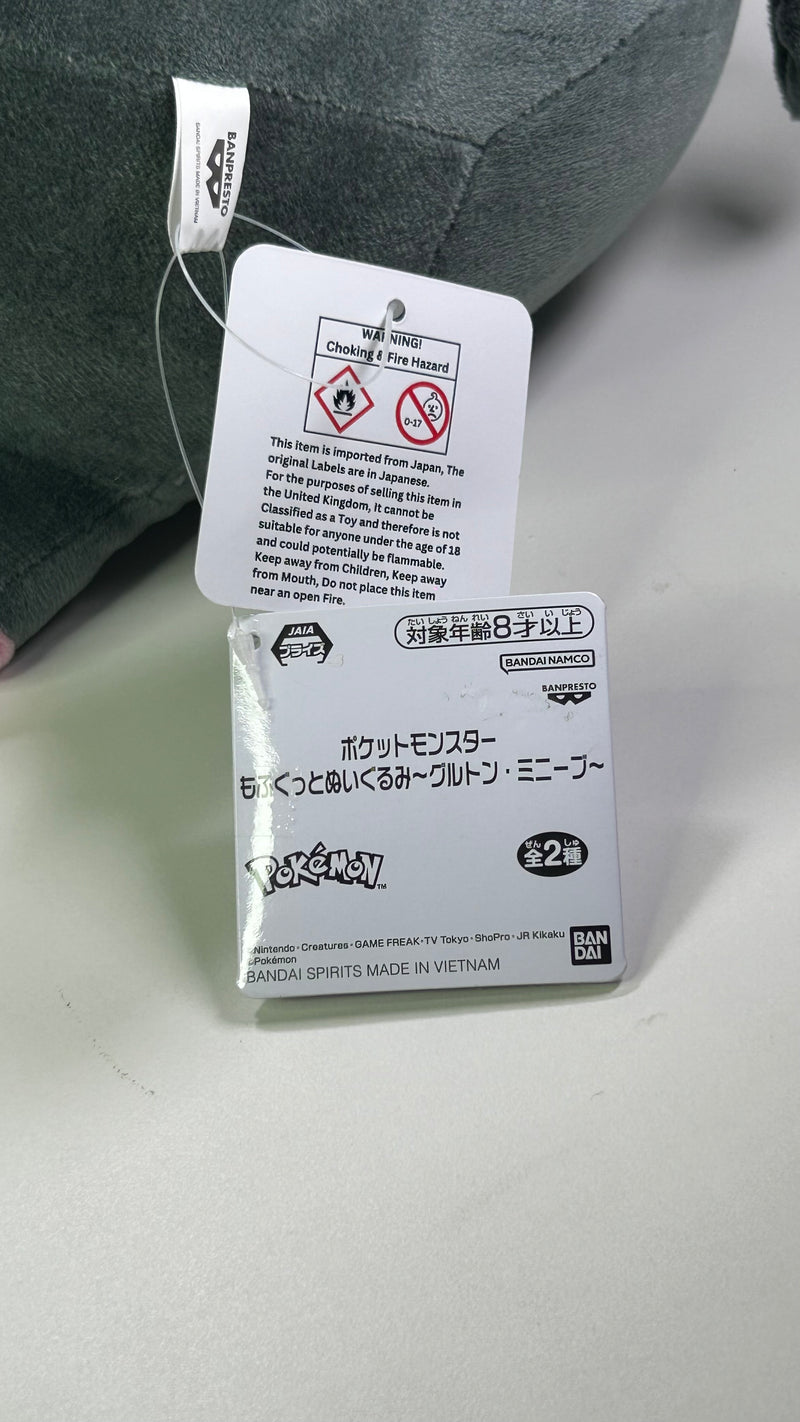 BANPRESTO
BANDAI SPIRITS MADE IN VIETNAM
WARNING!
Choking & Fire Hazard
0-17
This item is imported from Japan, The
original Labels are in Japanese.
For the purposes of selling this item in
the United Kingdom, It cannot be
Classified as a Toy and therefore is not
suitable for anyone under the age of 18
and could potentially be flammable.
Keep away from Children, Keep away
from Mouth, Do not place this item
near an open Fire.
JAIA
プライズ
たいしょうねんれい さいいじょう
対象年齢8才以上
BANDAI NAMCO
BANPRESTO
ポケットモンスター
もふぐっとぬいぐるみ〜グルトン・ミニーブ〜
POKéMON™
ぜん しゅ
全2種
©Nintendo・Creatures・GAME FREAK・TV Tokyo・ShoPro・JR Kikaku
©Pokémon
BANDAI SPIRITS MADE IN VIETNAM
BAN
DAI